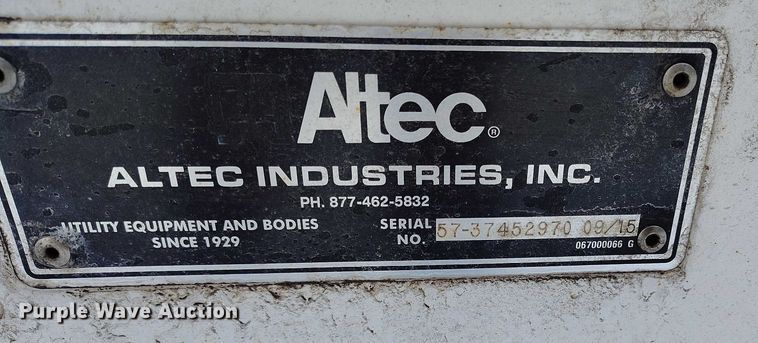 Altec®
ALTEC INDUSTRIES, INC.
PH. 877-462-5832
UTILITY EQUIPMENT AND BODIES
SINCE 1929
SERIAL NO. 57-37452970 09/15
067000066 G
Purple Wave Auction